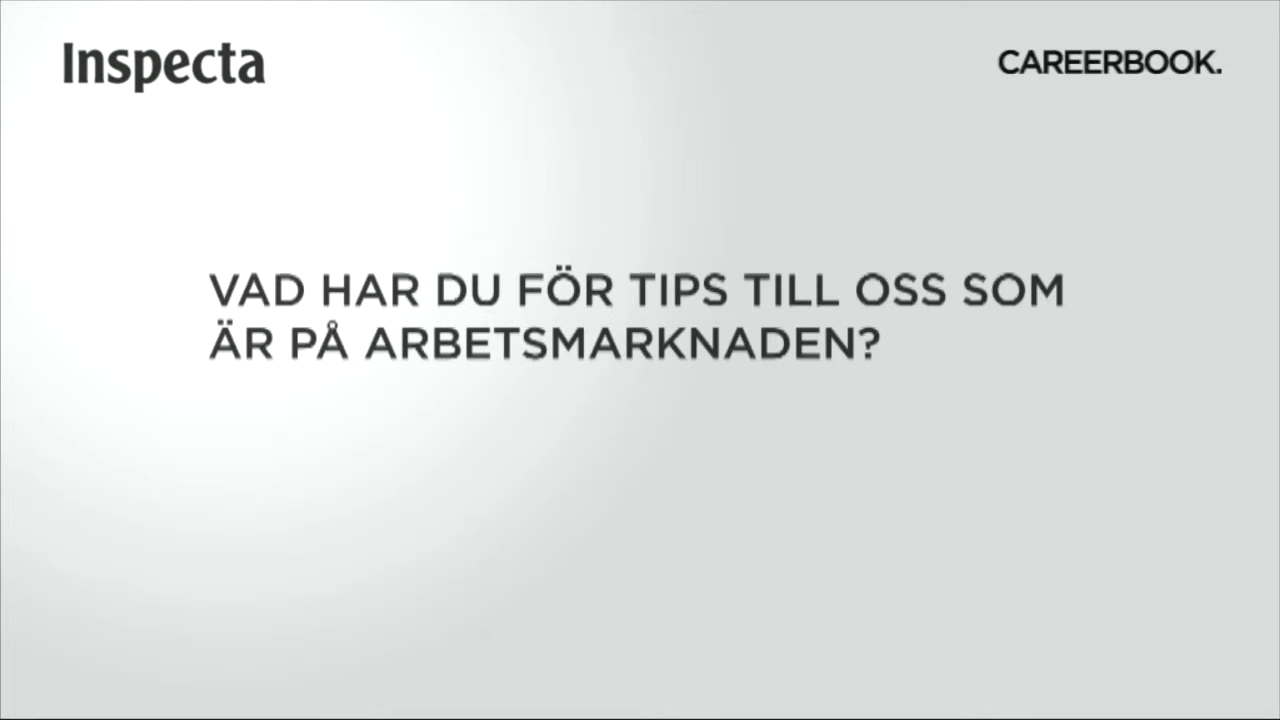 Inspecta
CAREERBOOK.
VAD HAR DU FÖR TIPS TILL OSS SOM
ÄR PÅ ARBETSMARKNADEN?